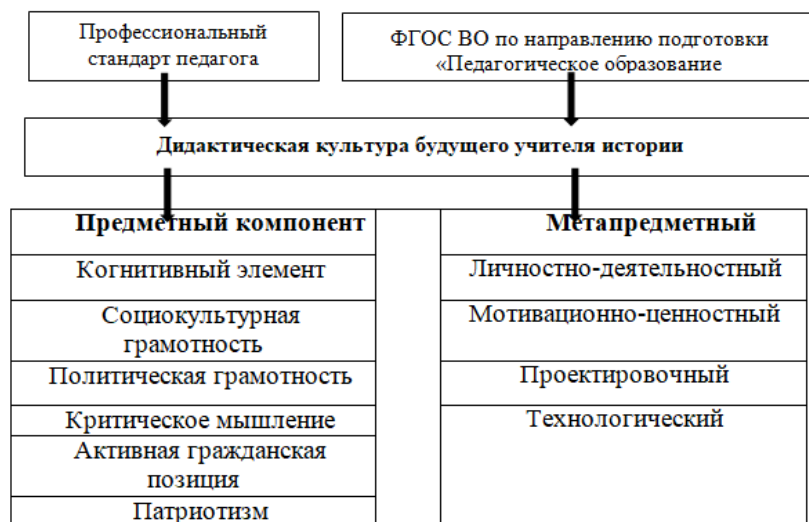 Профессиональный
стандарт педагога
ФГОС ВО по направлению подготовки
«Педагогическое образование
Дидактическая культура будущего учителя истории
Предметный компонент
Метапредметный
Когнитивный элемент
Личностно-деятельностный
Социокультурная
грамотность
Мотивационно-ценностный
Политическая грамотность
Проектировочный
Критическое мышление
Технологический
Активная гражданская
позиция
Патриотизм